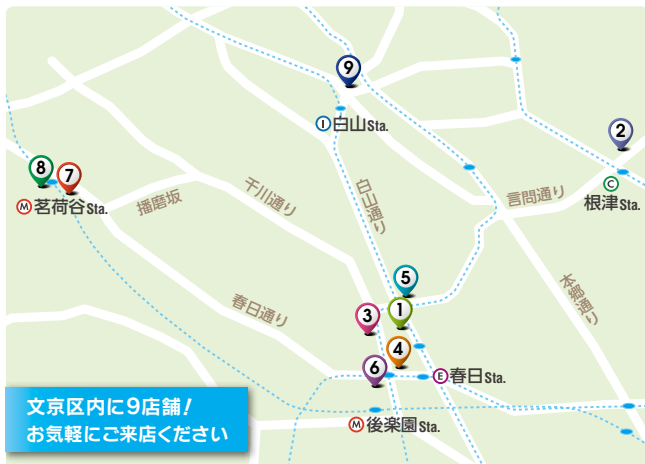 9
I 白山Sta.
2
8
7
M 茗荷谷Sta.
C
根津Sta.
播磨坂
千川通り
白山通り
言問通り
本郷通り
春日通り
5
3
1
4
6
E 春日Sta.
M 後楽園Sta.
文京区内に9店舗!
お気軽にご来店ください